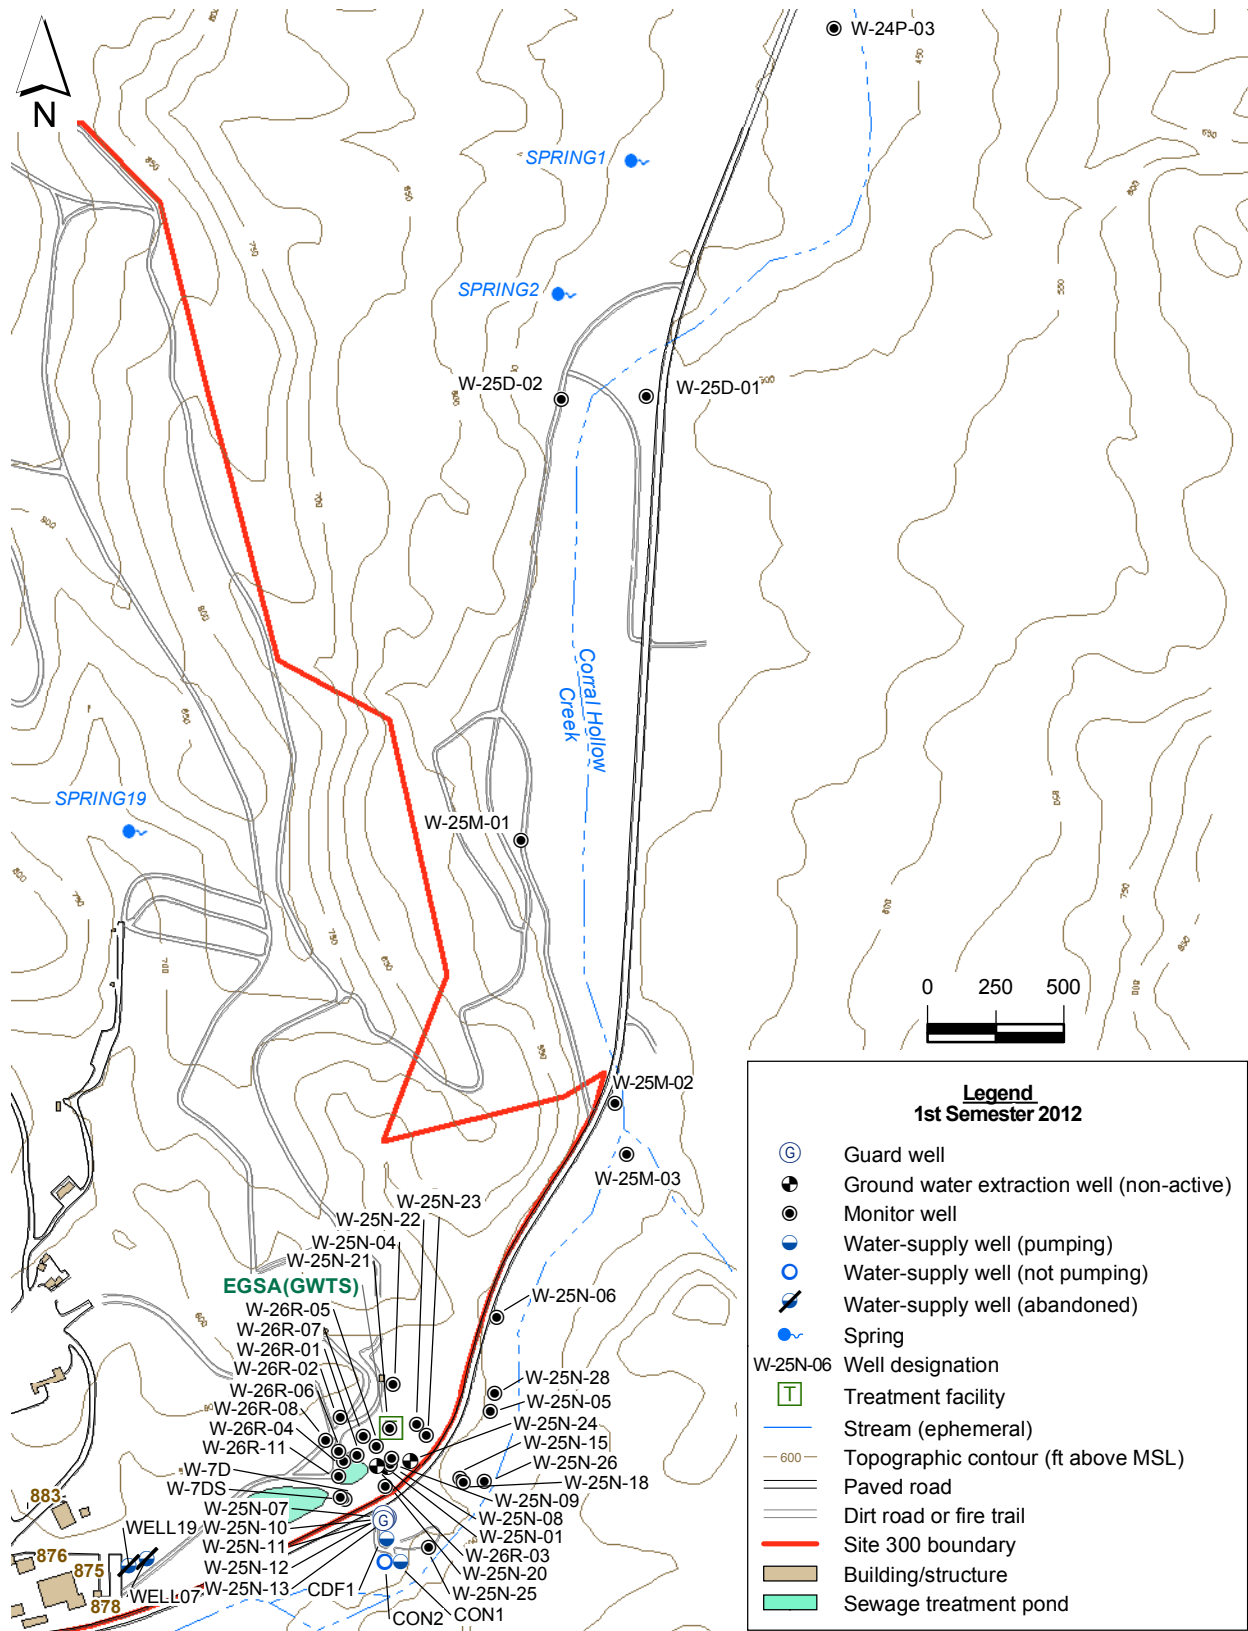 W-24P-03
N
SPRING1
SPRING2
W-25D-02
W-25D-01
Corral Hollow
Creek
SPRING19
W-25M-01
0 250 500
W-25M-02
W-25M-03
W-25N-23
W-25N-22
W-25N-04
W-25N-21
EGSA(GWTS)
W-26R-05
W-26R-07
W-26R-01
W-26R-02
W-26R-06
W-26R-08
W-26R-04
W-26R-11
W-7D
W-7DS
W-25N-07
W-25N-10
W-25N-11
W-25N-12
W-25N-13
W-25N-06
W-25N-28
W-25N-05
W-25N-24
W-25N-15
W-25N-26
W-25N-18
W-25N-09
W-25N-08
W-25N-01
W-26R-03
W-25N-20
W-25N-25
G
CDF1
CON2
CON1
883
WELL19
876
875
878
WELL07
Legend
1st Semester 2012
G Guard well
Ground water extraction well (non-active)
Monitor well
Water-supply well (pumping)
Water-supply well (not pumping)
Water-supply well (abandoned)
Spring
W-25N-06 Well designation
T Treatment facility
Stream (ephemeral)
600 Topographic contour (ft above MSL)
Paved road
Dirt road or fire trail
Site 300 boundary
Building/structure
Sewage treatment pond